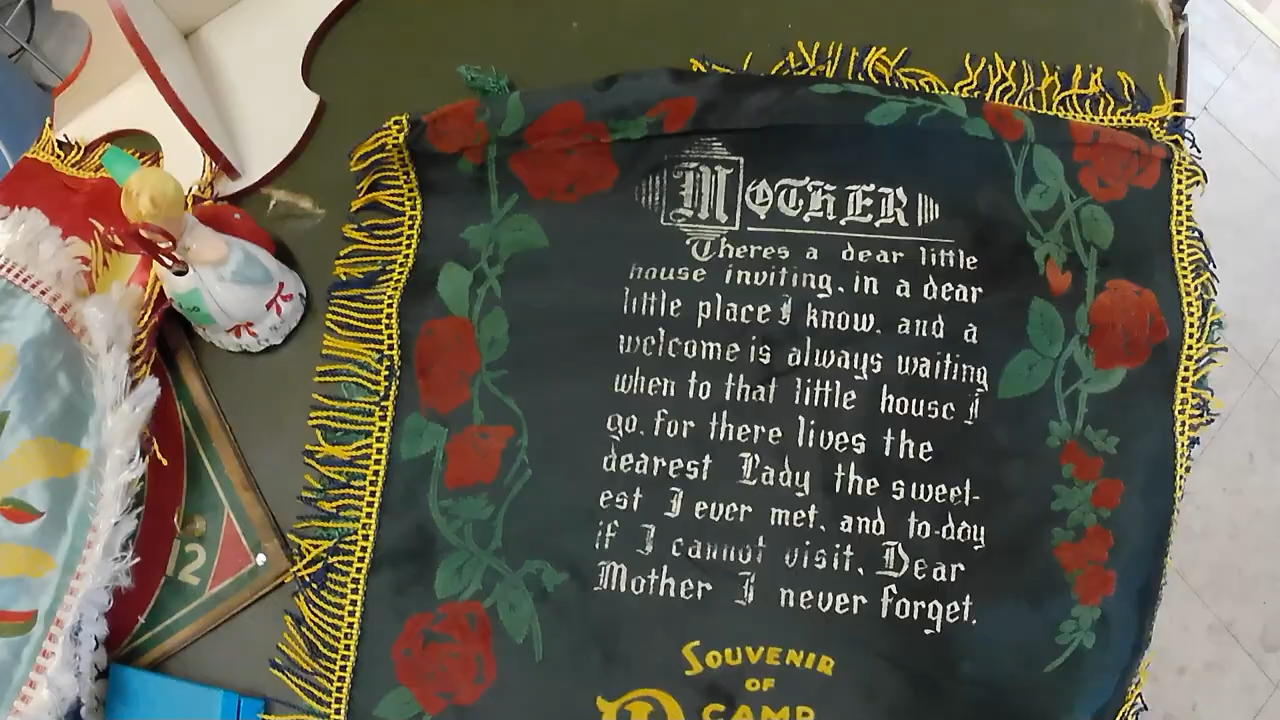 MOTHER
Theres a dear little
house inviting, in a dear
little place I know, and a
welcome is always waiting
when to that little house I
go, for there lives the
dearest Lady the sweet-
est I ever met, and to-day
if I cannot visit, Dear
Mother I never forget.
SOUVENIR
OF
CAMP
12